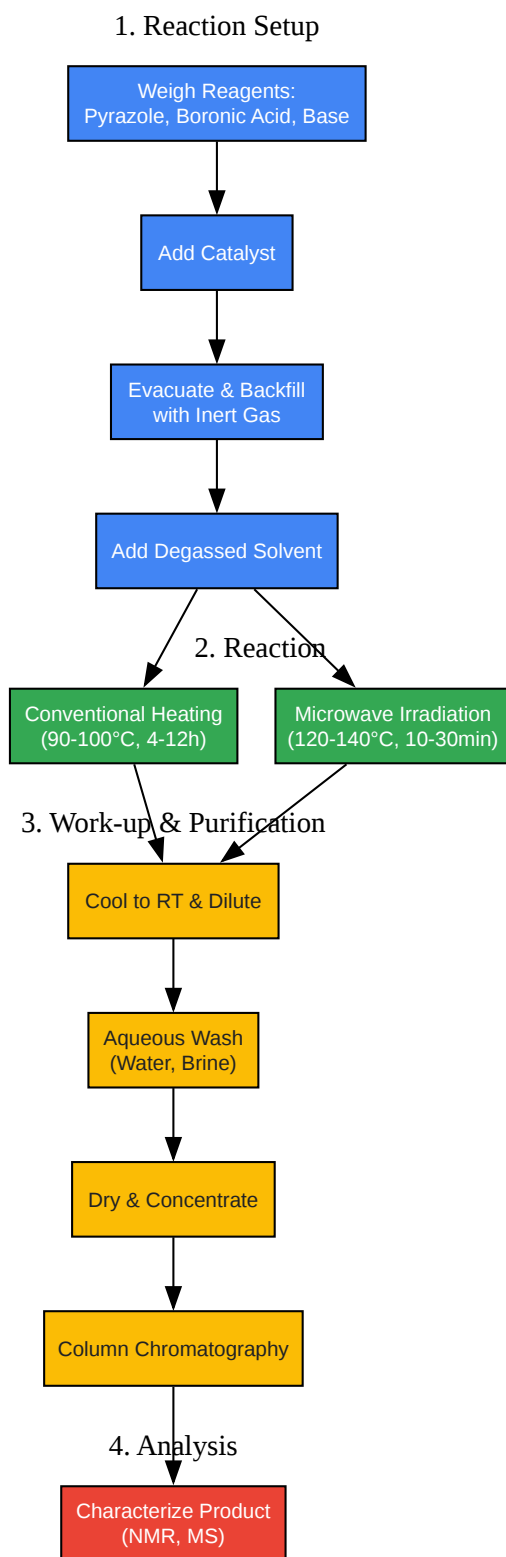 1. Reaction Setup
Weigh Reagents:
Pyrazole, Boronic Acid, Base
Add Catalyst
Evacuate & Backfill
with Inert Gas
Add Degassed Solvent
2. Reaction
Conventional Heating
(90-100°C, 4-12h)
Microwave Irradiation
(120-140°C, 10-30min)
3. Work-up & Purification
Cool to RT & Dilute
Aqueous Wash
(Water, Brine)
Dry & Concentrate
Column Chromatography
4. Analysis
Characterize Product
(NMR, MS)